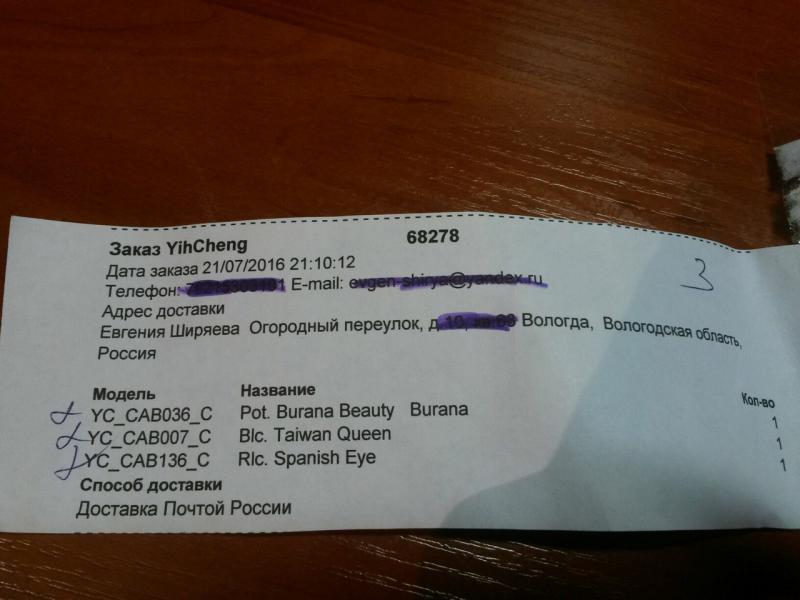 Заказ YihCheng 68278
Дата заказа 21/07/2016 21:10:12
3
Телефон: E-mail:
Адрес доставки
Евгения Ширяева Огородный переулок, д. Вологда, Вологодская область,
Россия
Модель Название Кол-во
YC_CAB036_C Pot. Burana Beauty Burana 1
YC_CAB007_C Blc. Taiwan Queen 1
YC_CAB136_C Rlc. Spanish Eye 1
Способ доставки
Доставка Почтой России